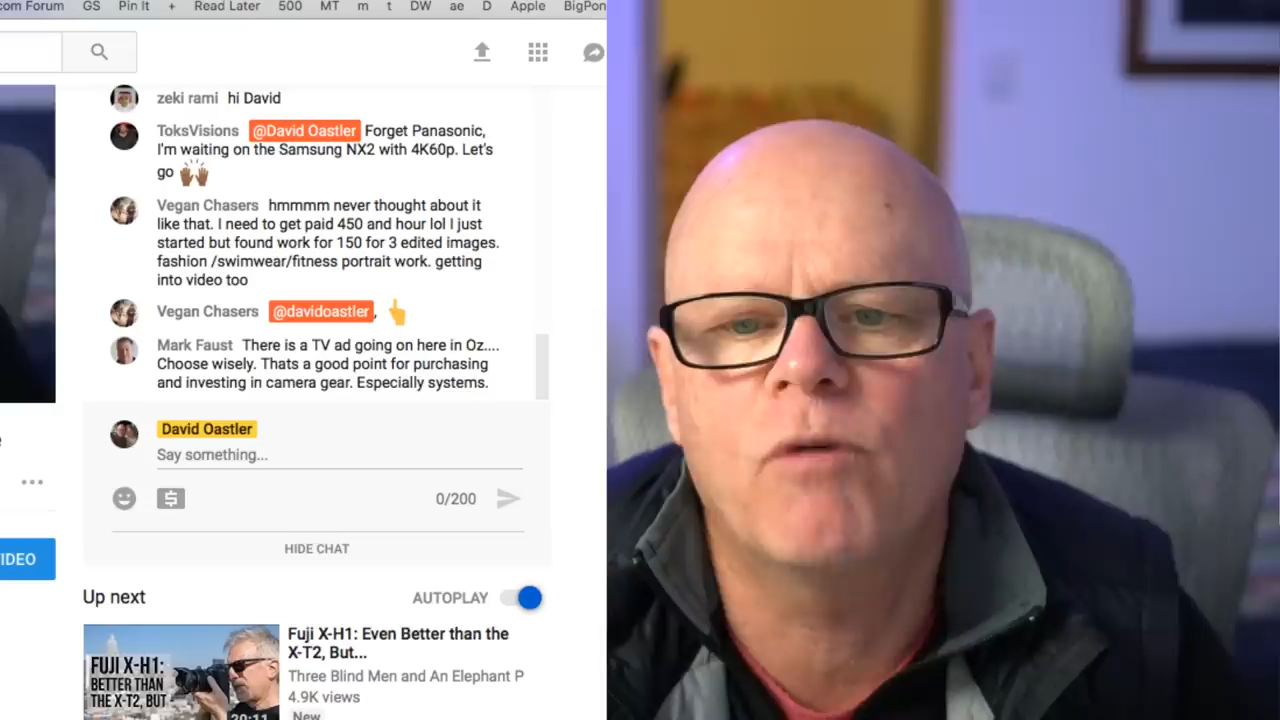 com Forum GS Pin It + Read Later 500 MT m t DW ae D Apple BigPon
zeki rami hi David
ToksVisions @David Oastler Forget Panasonic,
I'm waiting on the Samsung NX2 with 4K60p. Let's
go
Vegan Chasers hmmmm never thought about it
like that. I need to get paid 450 and hour lol I just
started but found work for 150 for 3 edited images.
fashion /swimwear/fitness portrait work. getting
into video too
Vegan Chasers @davidoastler,
Mark Faust There is a TV ad going on here in Oz....
Choose wisely. Thats a good point for purchasing
and investing in camera gear. Especially systems.
David Oastler
Say something...
0/200
HIDE CHAT
IDEO
Up next AUTOPLAY
Fuji X-H1: Even Better than the
X-T2, But...
Three Blind Men and An Elephant P
4.9K views
New
FUJI X-H1:
BETTER THAN
THE X-T2, BUT
20:11